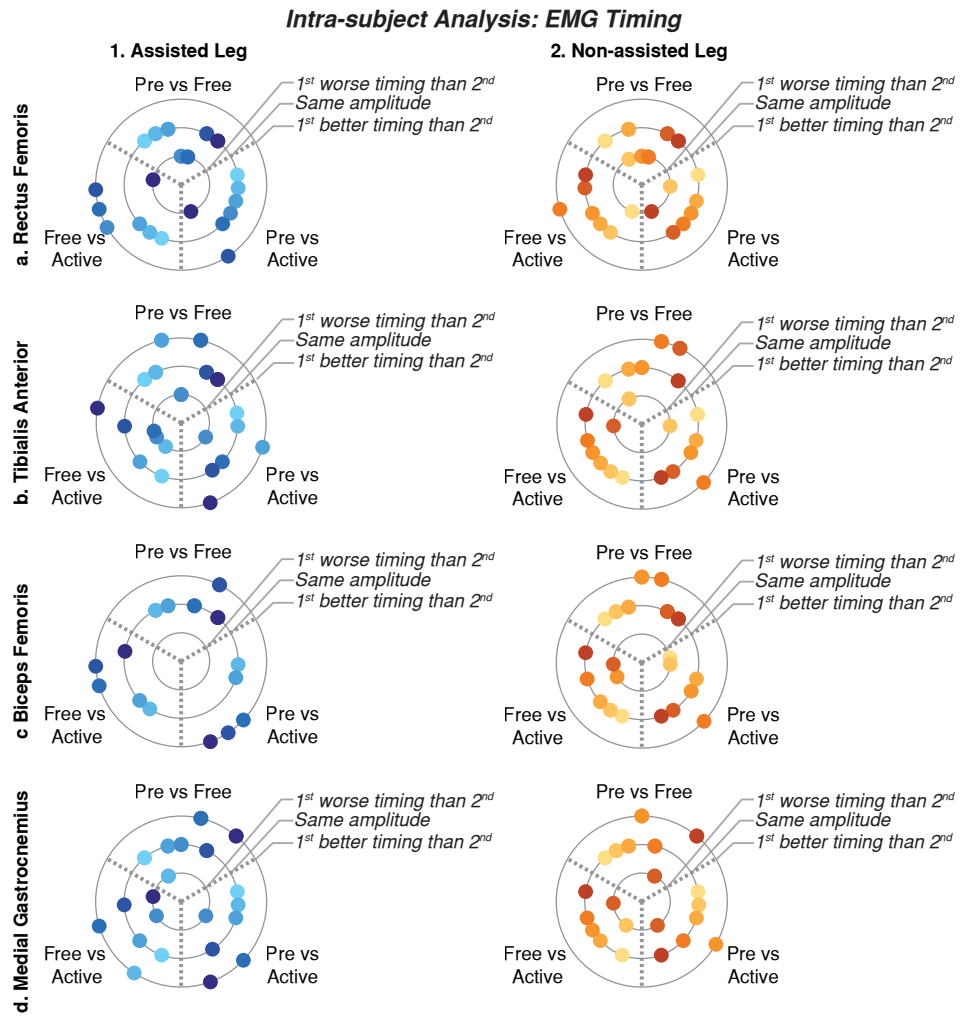 Intra-subject Analysis: EMG Timing
1. Assisted Leg
2. Non-assisted Leg
a. Rectus Femoris
Pre vs Free
1st worse timing than 2nd
Same amplitude
1st better timing than 2nd
Free vs
Active
Pre vs
Active
Pre vs Free
1st worse timing than 2nd
Same amplitude
1st better timing than 2nd
Free vs
Active
Pre vs
Active
b. Tibialis Anterior
Pre vs Free
1st worse timing than 2nd
Same amplitude
1st better timing than 2nd
Free vs
Active
Pre vs
Active
Pre vs Free
1st worse timing than 2nd
Same amplitude
1st better timing than 2nd
Free vs
Active
Pre vs
Active
c Biceps Femoris
Pre vs Free
1st worse timing than 2nd
Same amplitude
1st better timing than 2nd
Free vs
Active
Pre vs
Active
Pre vs Free
1st worse timing than 2nd
Same amplitude
1st better timing than 2nd
Free vs
Active
Pre vs
Active
d. Medial Gastrocnemius
Pre vs Free
1st worse timing than 2nd
Same amplitude
1st better timing than 2nd
Free vs
Active
Pre vs
Active
Pre vs Free
1st worse timing than 2nd
Same amplitude
1st better timing than 2nd
Free vs
Active
Pre vs
Active